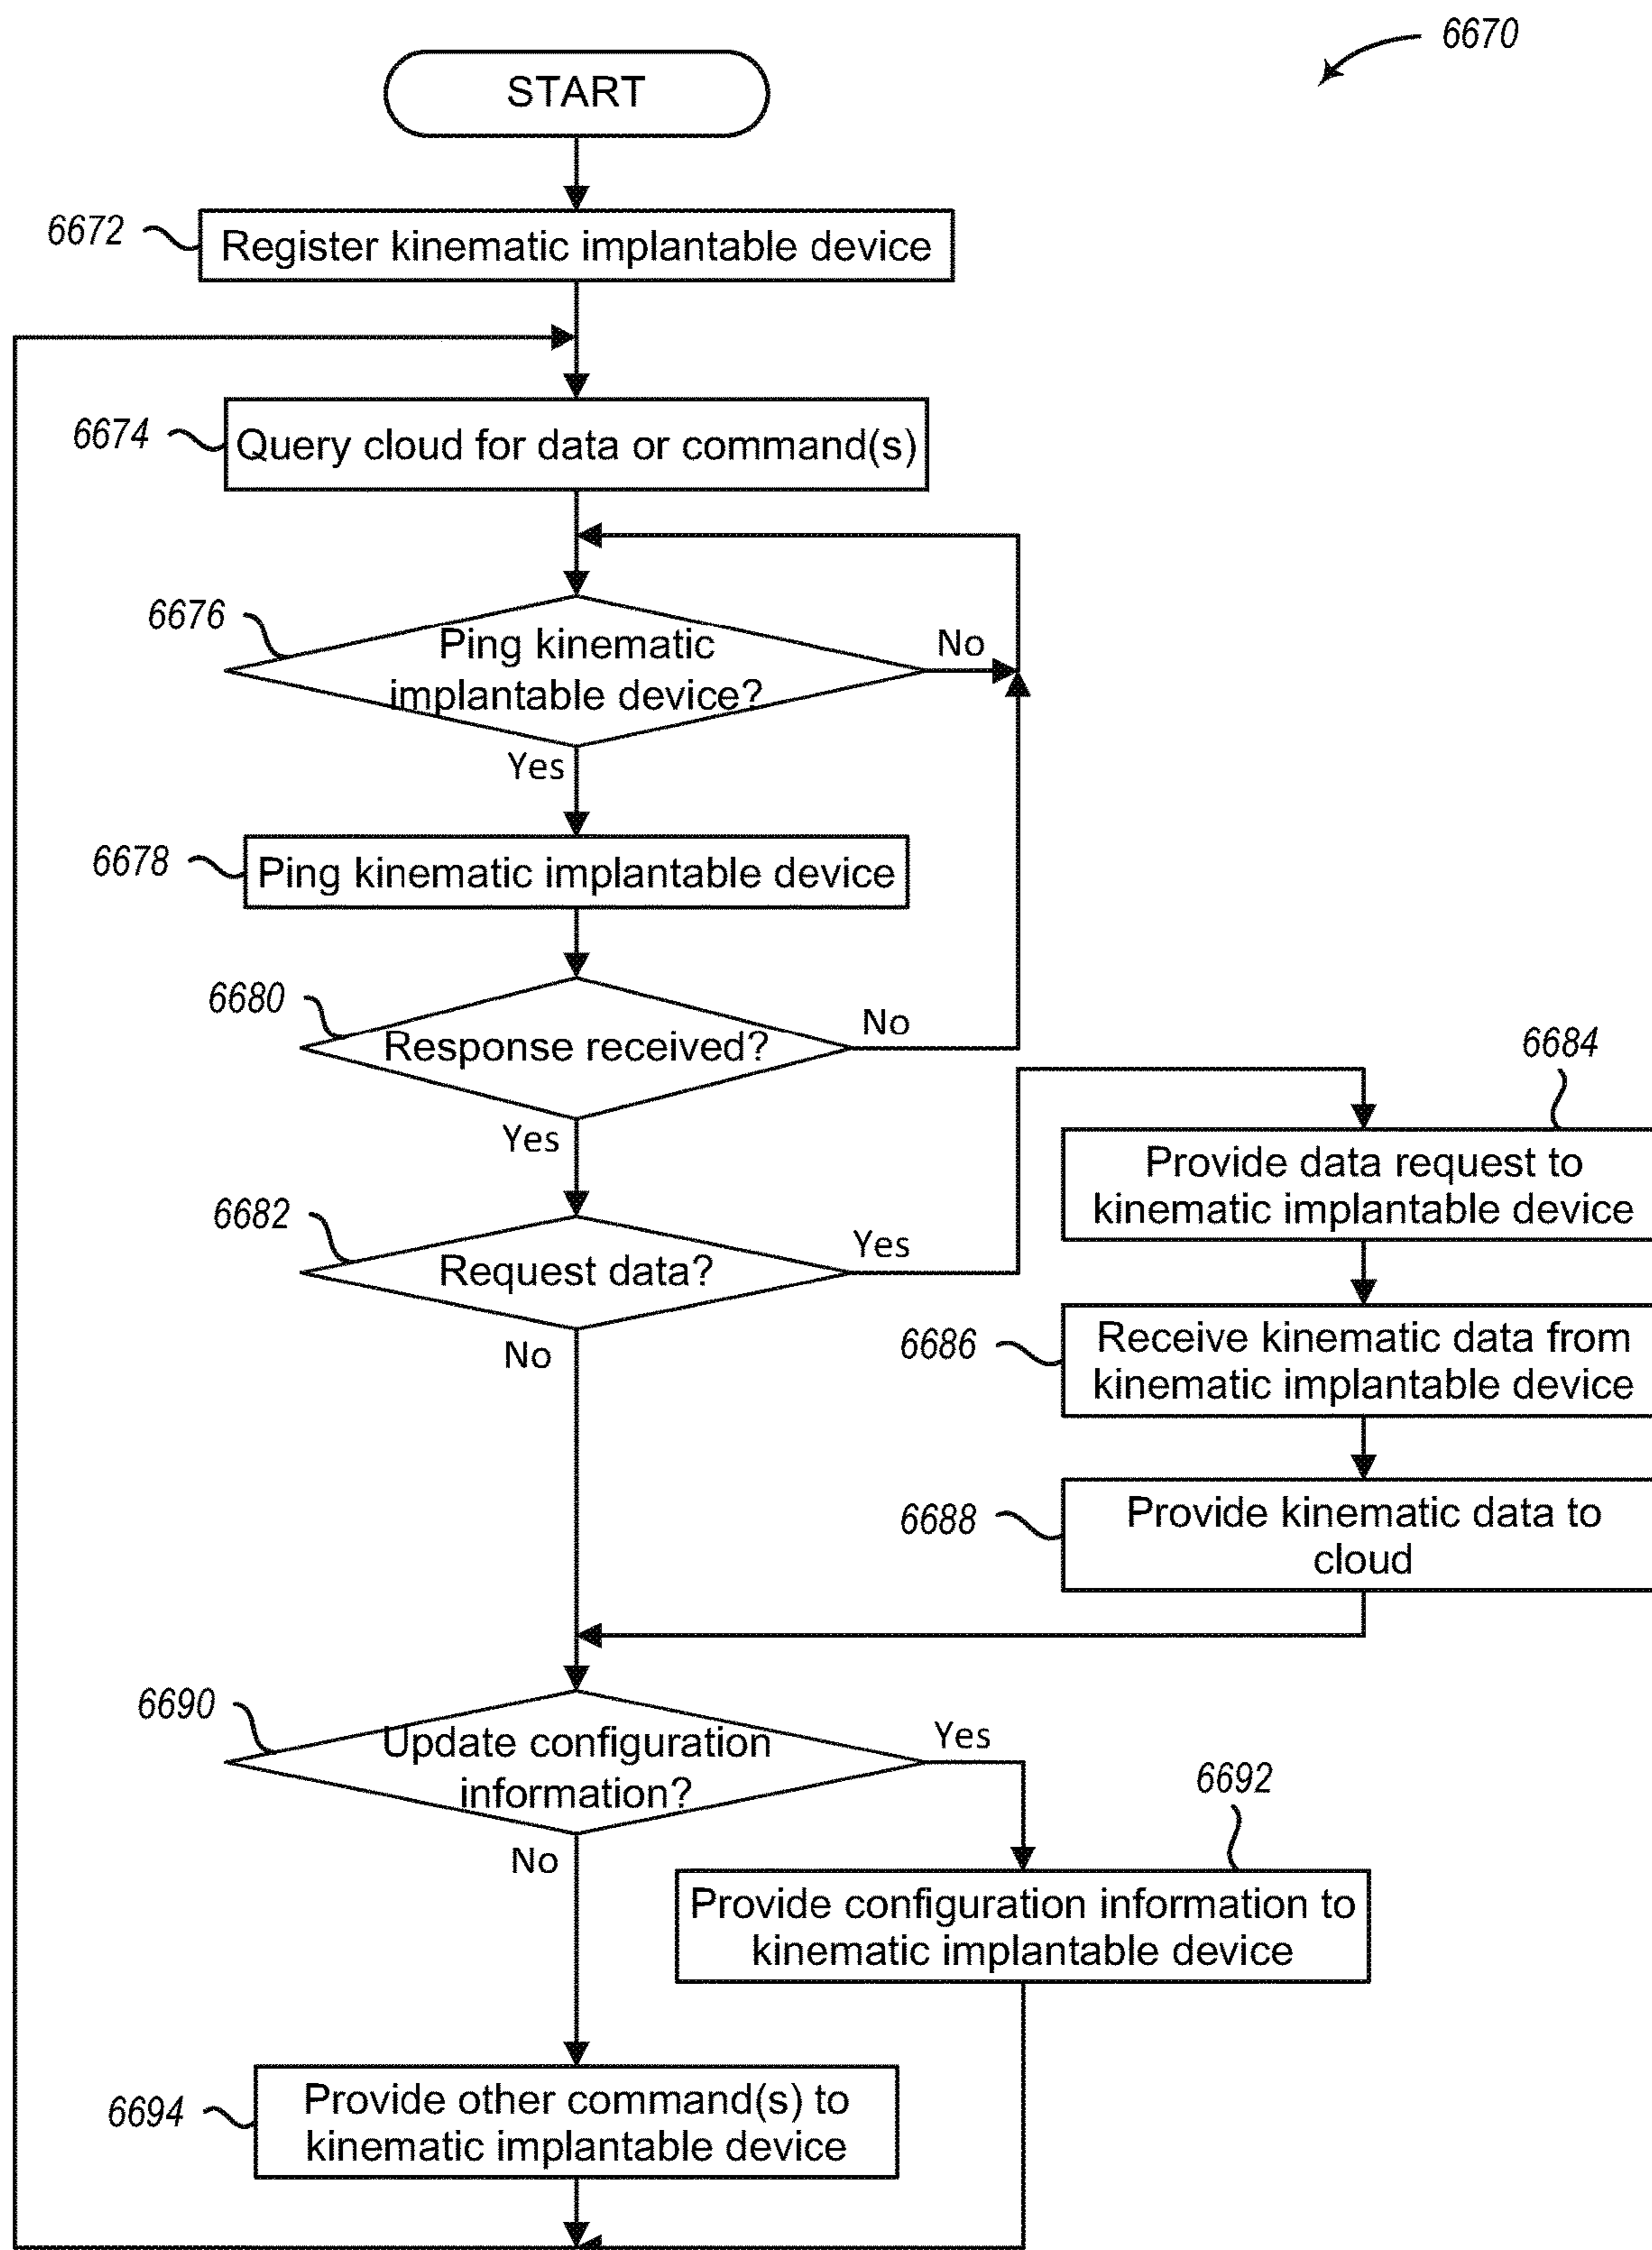 6670
START
6672
Register kinematic implantable device
6674
Query cloud for data or command(s)
6676
Ping kinematic
implantable device?
No
Yes
6678
Ping kinematic implantable device
6680
Response received?
No
Yes
6682
Request data?
Yes
No
6684
Provide data request to
kinematic implantable device
6686
Receive kinematic data from
kinematic implantable device
6688
Provide kinematic data to
cloud
6690
Update configuration
information?
Yes
No
6692
Provide configuration information to
kinematic implantable device
6694
Provide other command(s) to
kinematic implantable device